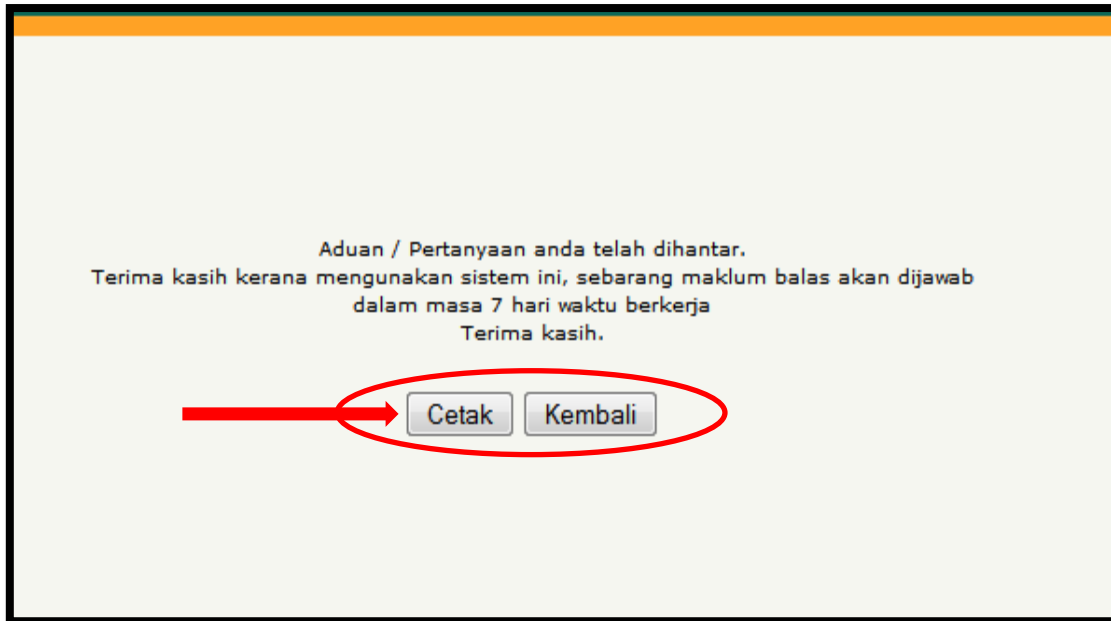 Aduan / Pertanyaan anda telah dihantar.
Terima kasih kerana mengunakan sistem ini, sebarang maklum balas akan dijawab
dalam masa 7 hari waktu berkerja
Terima kasih.
Cetak Kembali